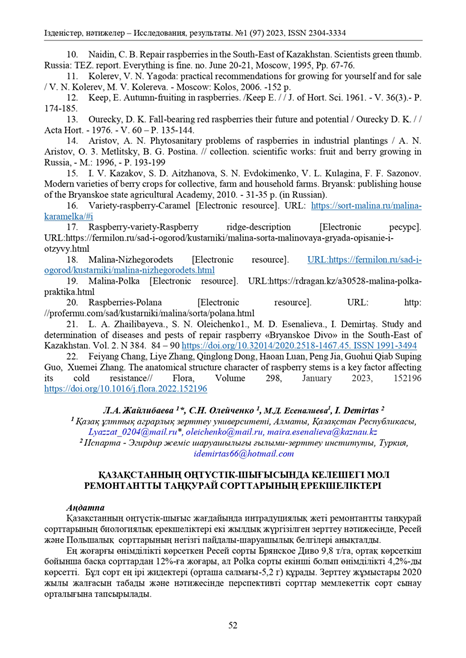 Ізденістер, нәтижелер – Исследования, результаты. №1 (97) 2023, ISSN 2304-3334
10. Naidin, C. B. Repair raspberries in the South-East of Kazakhstan. Scientists green thumb.
Russia: TEZ. report. Everything is fine. no. June 20-21, Moscow, 1995, Pp. 67-76.
11. Kolerev, V. N. Yagoda: practical recommendations for growing for yourself and for sale
/ V. N. Kolerev, M. V. Kolereva. - Moscow: Kolos, 2006. -152 p.
12. Keep, E. Autumn-fruiting in raspberries. /Keep E. / / J. of Hort. Sci. 1961. - V. 36(3).- P.
174-185.
13. Ourecky, D. K. Fall-bearing red raspberries their future and potential / Ourecky D. K. / /
Acta Hort. - 1976. - V. 60 – P. 135-144.
14. Aristov, A. N. Phytosanitary problems of raspberries in industrial plantings / A. N.
Aristov, O. 3. Metlitsky, B. G. Postina. // collection. scientific works: fruit and berry growing in
Russia, - M.: 1996, - P. 193-199
15. I. V. Kazakov, S. D. Aitzhanova, S. N. Evdokimenko, V. L. Kulagina, F. F. Sazonov.
Modern varieties of berry crops for collective, farm and household farms. Bryansk: publishing house
of the Bryanskoe state agricultural Academy, 2010. - 31-35 p. (in Russian).
16. Variety-raspberry-Caramel [Electronic resource]. URL: https://sort-malina.ru/malina-
karamelka/#i
17. Raspberry-variety-Raspberry ridge-description [Electronic ресурс].
URL:https://fermilon.ru/sad-i-ogorod/kustarniki/malina-sorta-malinovaya-gryada-opisanie-i-
otzyvy.html
18. Malina-Nizhegorodets [Electronic resource]. URL:https://fermilon.ru/sad-i-
ogorod/kustarniki/malina-nizhegorodets.html
19. Malina-Polka [Electronic resource]. URL:https://rdragan.kz/a30528-malina-polka-
praktika.html
20. Raspberries-Polana [Electronic resource]. URL: http:
//profermu.com/sad/kustarniki/malina/sorta/polana.html
21. L. A. Zhailibayeva., S. N. Oleichenko1., M. D. Esenalieva., I. Demirtaş. Study and
determination of diseases and pests of repair raspberry «Bryanskoe Divo» in the South-East of
Kazakhstan. Vol. 2. N 384. 84 – 90 https://doi.org/10.32014/2020.2518-1467.45. ISSN 1991-3494
22. Feiyang Chang, Liye Zhang, Qinglong Dong, Haoan Luan, Peng Jia, Guohui Qiab Suping
Guo, Xuemei Zhang. The anatomical structure character of raspberry stems is a key factor affecting
its cold resistance// Flora, Volume 298, January 2023, 152196
https://doi.org/10.1016/j.flora.2022.152196
Л.А. Жайлибаева ¹*, С.Н. Олейченко ¹, М.Д. Есеналиева¹, I. Demirtas ²
¹ Қазақ ұлттық аграрлық зерттеу университеті, Алматы, Қазақстан Республикасы,
Lyazzat_0204@mail.ru*, oleichenko@mail.ru, maira.esenalieva@kaznau.kz
² Испарта - Эгирдир жеміс шаруашылығы ғылыми-зерттеу институты, Туркия,
idemirtas66@hotmail.com
ҚАЗАҚСТАННЫҢ ОҢТҮСТІК-ШЫҒЫСЫНДА КЕЛЕШЕГІ МОЛ
РЕМОНТАНТТЫ ТАҢҚУРАЙ СОРТТАРЫНЫҢ ЕРЕКШЕЛІКТЕРІ
Аңдатпа
Қазақстанның оңтүстік-шығыс жағдайында интрадуциялық жеті ремонтантты таңқурай
сорттарының биологиялық ерекшеліктері екі жылдық жүргізілген зерттеу нәтижесінде, Ресей
және Польшалық сорттарының негізгі пайдалы-шаруашылық белгілері анықталды.
Ең жоғарғы өнімділікті көрсеткен Ресей сорты Брянское Диво 9,8 т/га, ортақ көрсеткіш
бойынша басқа сорттардан 12%-ға жоғары, ал Polka сорты екінші болып өнімділікті 4,2%-ды
көрсетті. Бұл сорт ең ірі жидектері (орташа салмағы-5,2 г) құрады. Зерттеу жұмыстары 2020
жылы жалғасын табады және нәтижесінде перспективті сорттар мемлекеттік сорт сынау
орталығына тапсырылады.
52